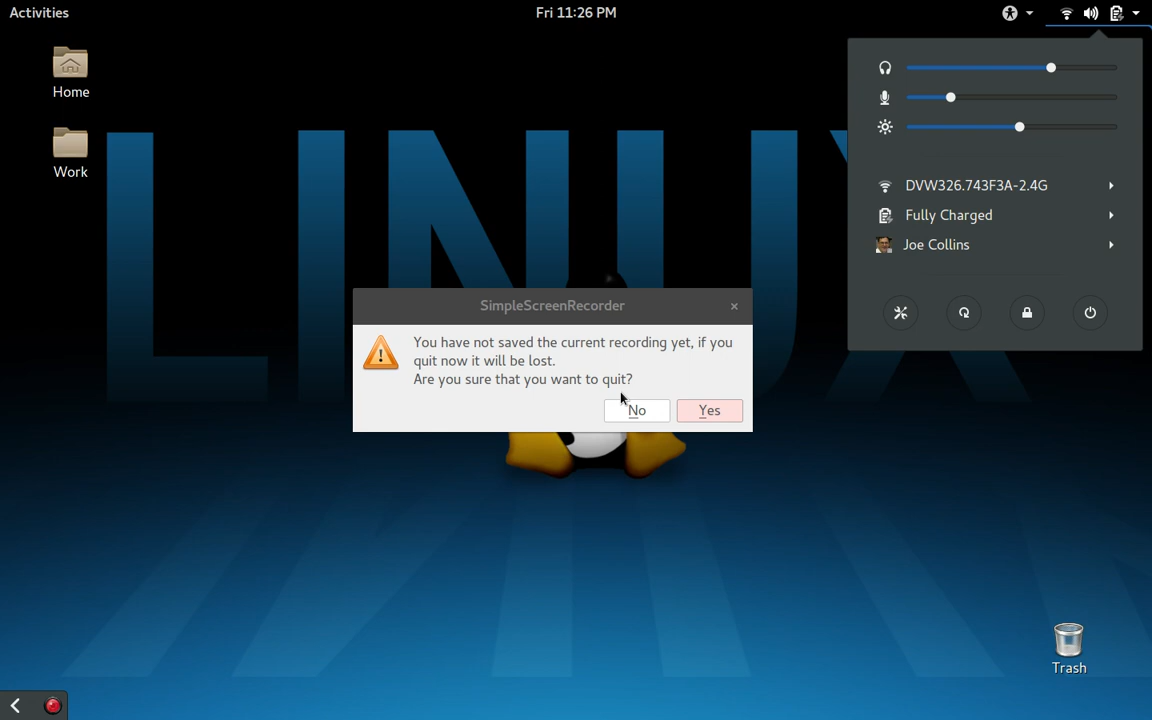 Activities
Fri 11:26 PM
Home
Work
LINUX
DVW326.743F3A-2.4G
Fully Charged
Joe Collins
SimpleScreenRecorder
You have not saved the current recording yet, if you
quit now it will be lost.
Are you sure that you want to quit?
No
Yes
Trash